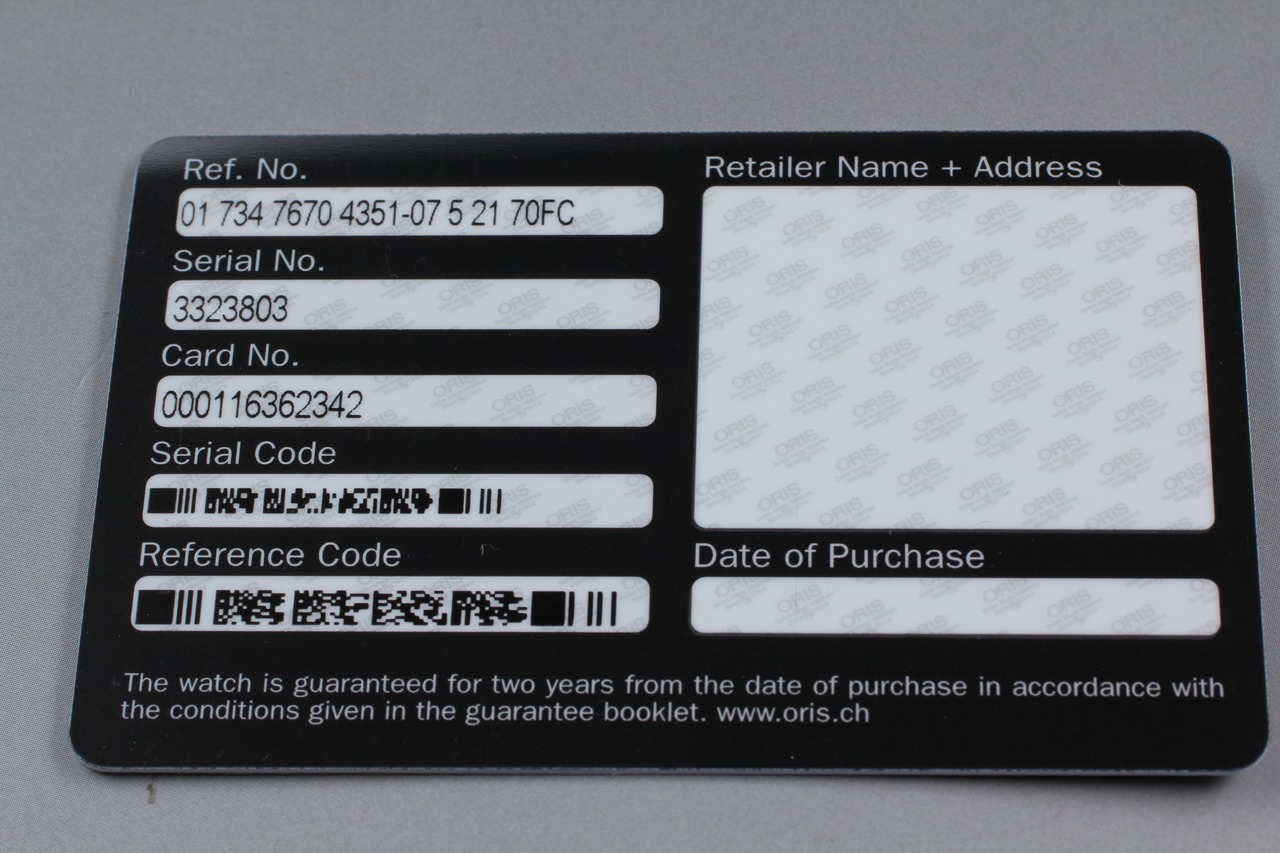 Ref. No.
01 734 7670 4351-07 5 21 70FC
Serial No.
3323803
Card No.
000116362342
Serial Code
Reference Code
Retailer Name + Address
ORIS
Date of Purchase
The watch is guaranteed for two years from the date of purchase in accordance with
the conditions given in the guarantee booklet. www.oris.ch